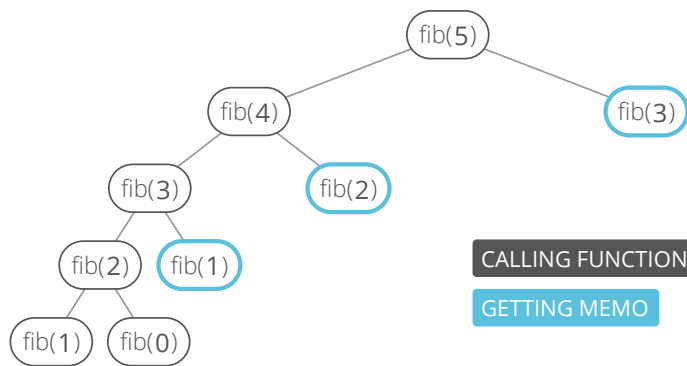 fib(5)
fib(4)
fib(3)
fib(3)
fib(2)
fib(2)
fib(1)
CALLING FUNCTION
GETTING MEMO
fib(1)
fib(0)